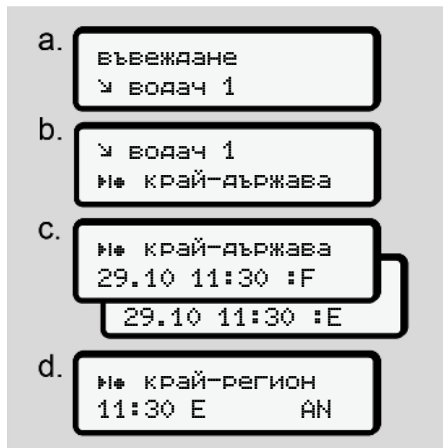 a.
въвеждане
↘ водач 1
b.
↘ водач 1
край-държава
c.
край-държава
29.10 11:30 :F
29.10 11:30 :E
d.
край-регион
11:30 E AN